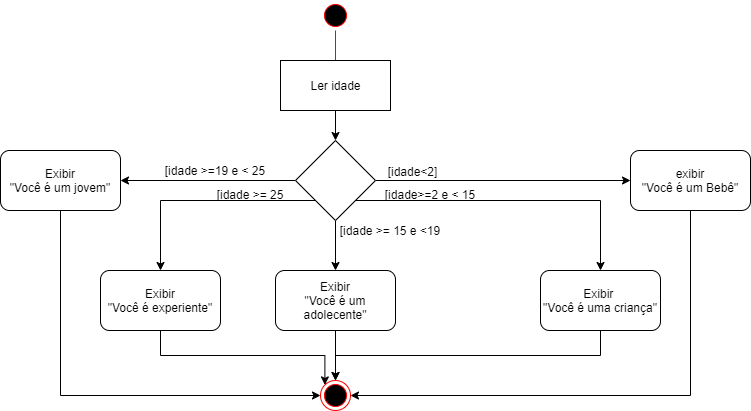 Ler idade
[idade >=19 e < 25
[idade<2]
Exibir
"Você é um jovem"
exibir
"Você é um Bebê"
[idade >= 25
[idade>=2 e < 15
[idade >= 15 e <19
Exibir
"Você é experiente"
Exibir
"Você é um
adolecente"
Exibir
"Você é uma criança"